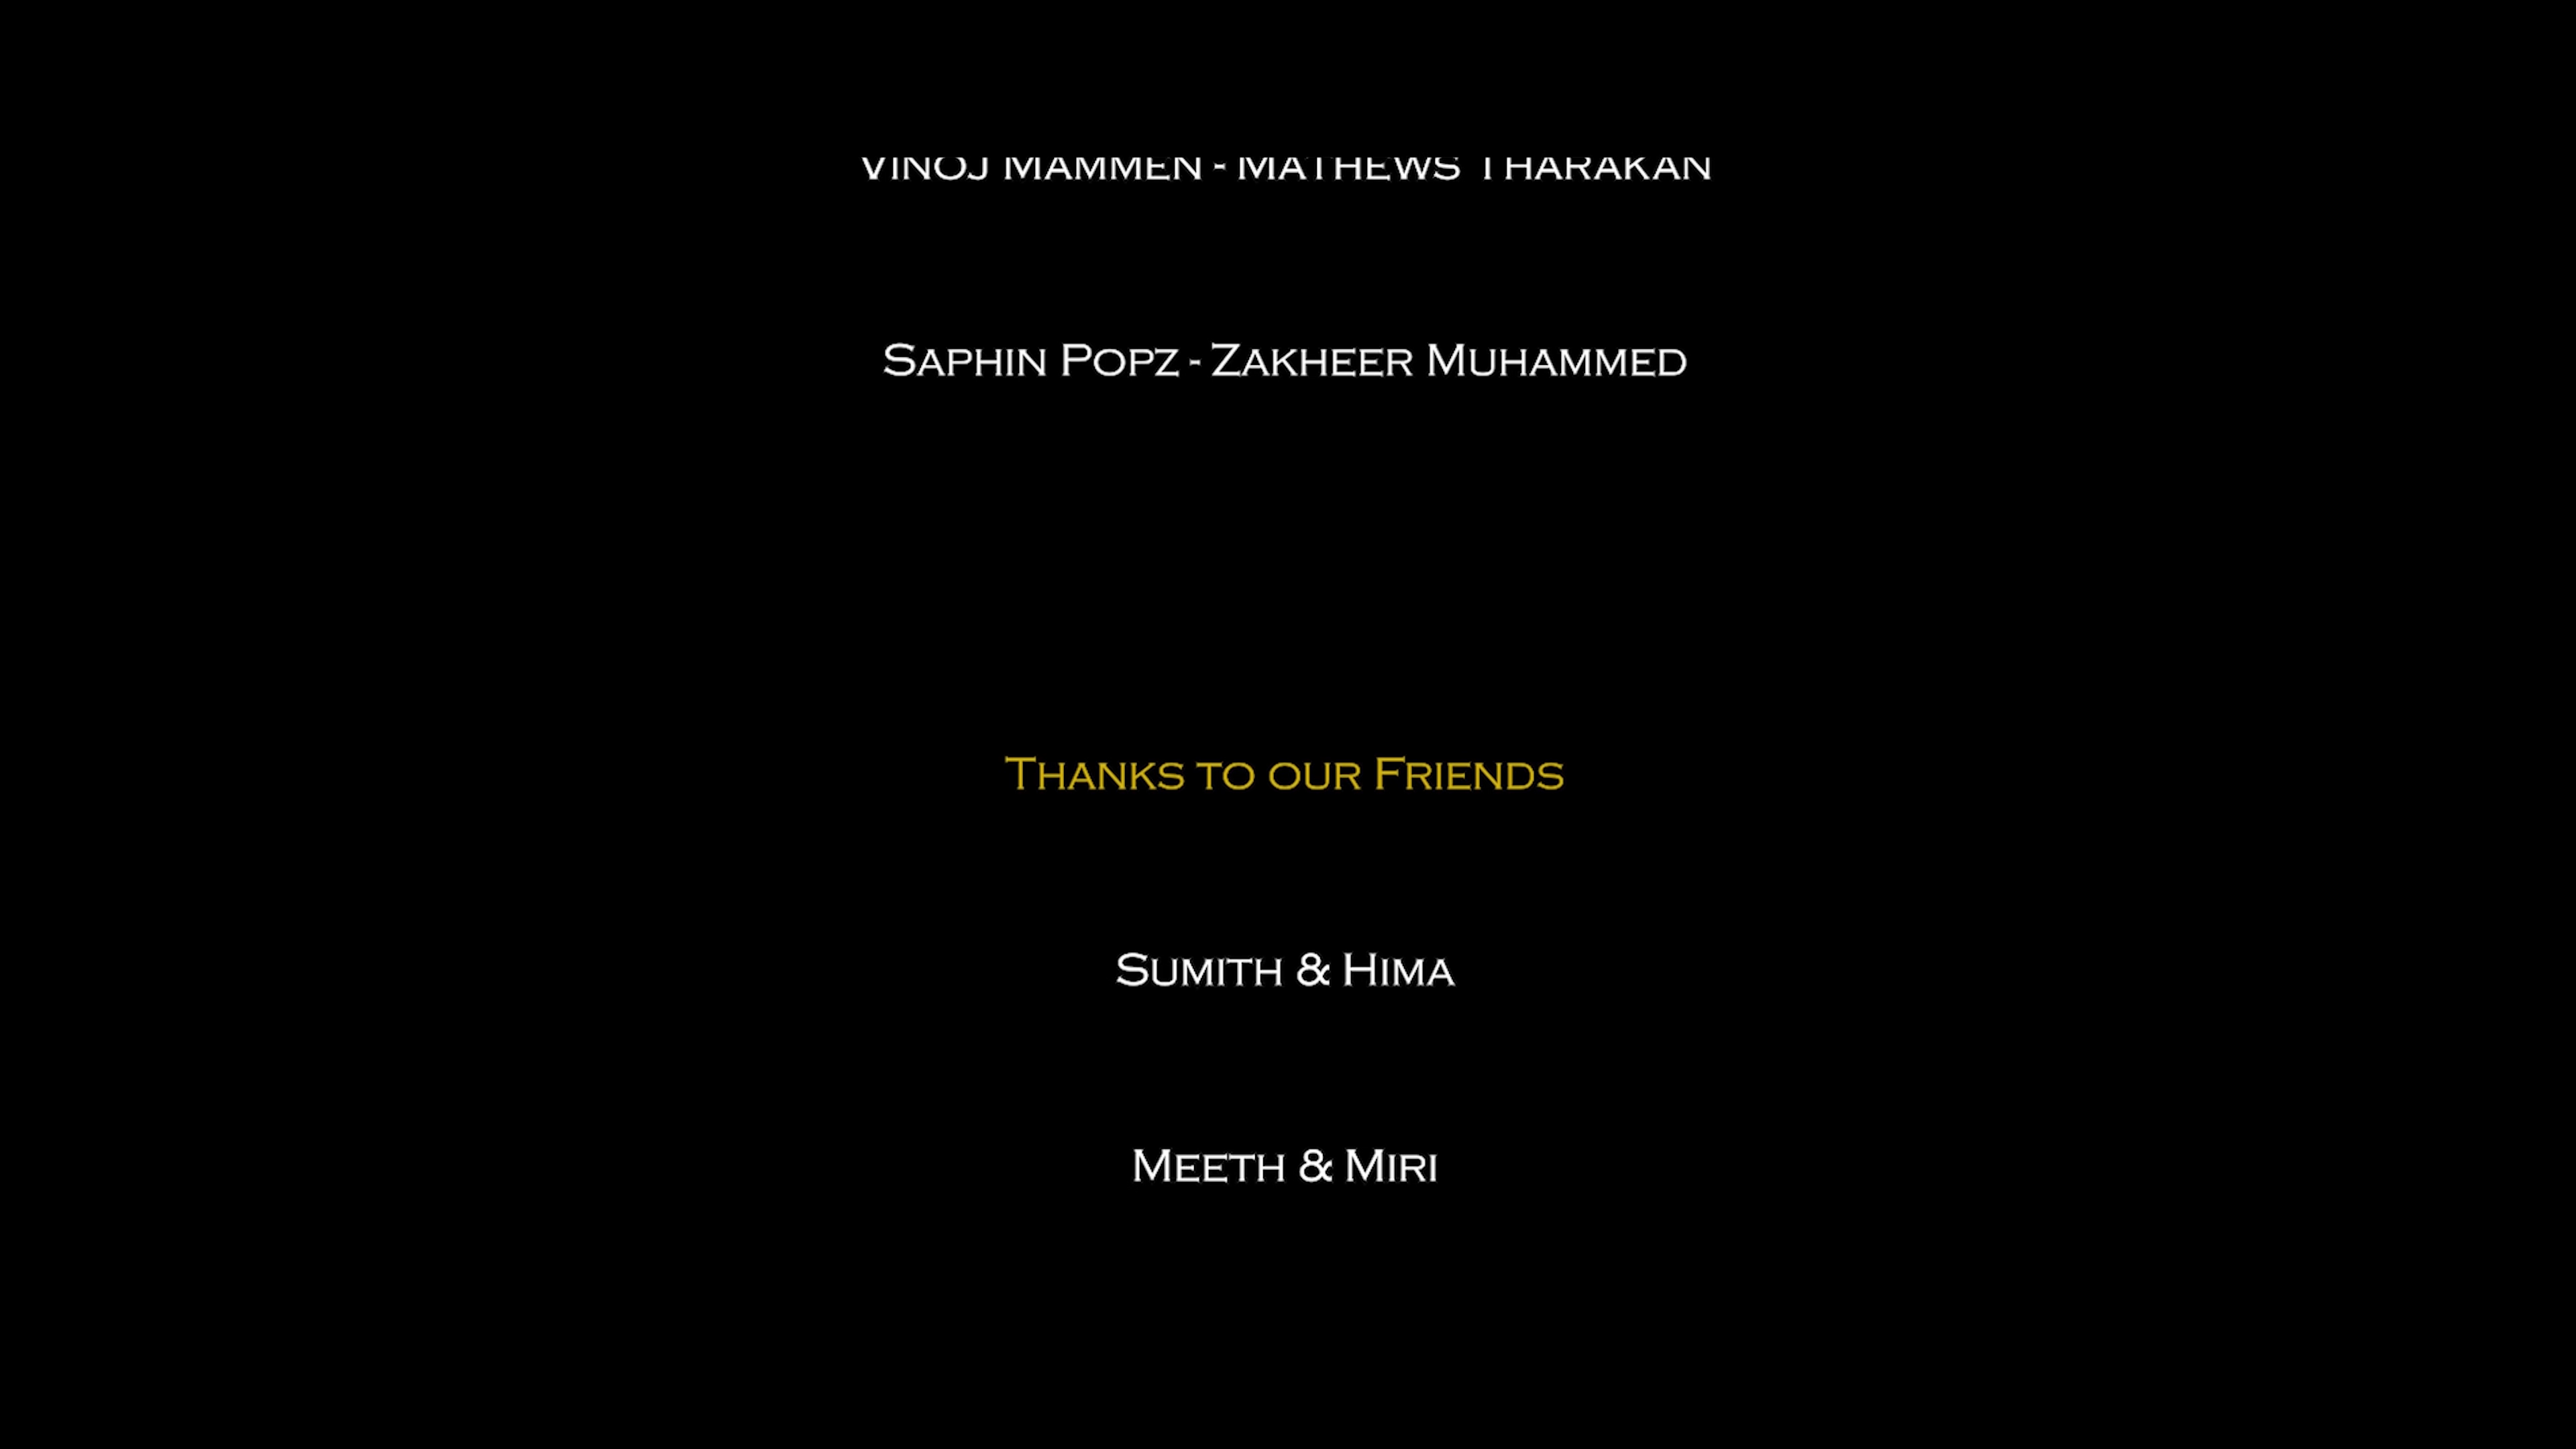 Vinoj Mammen - Mathews Tharakan
Saphin Popz - Zakheer Muhammed
Thanks to our Friends
Sumith & Hima
Meeth & Miri